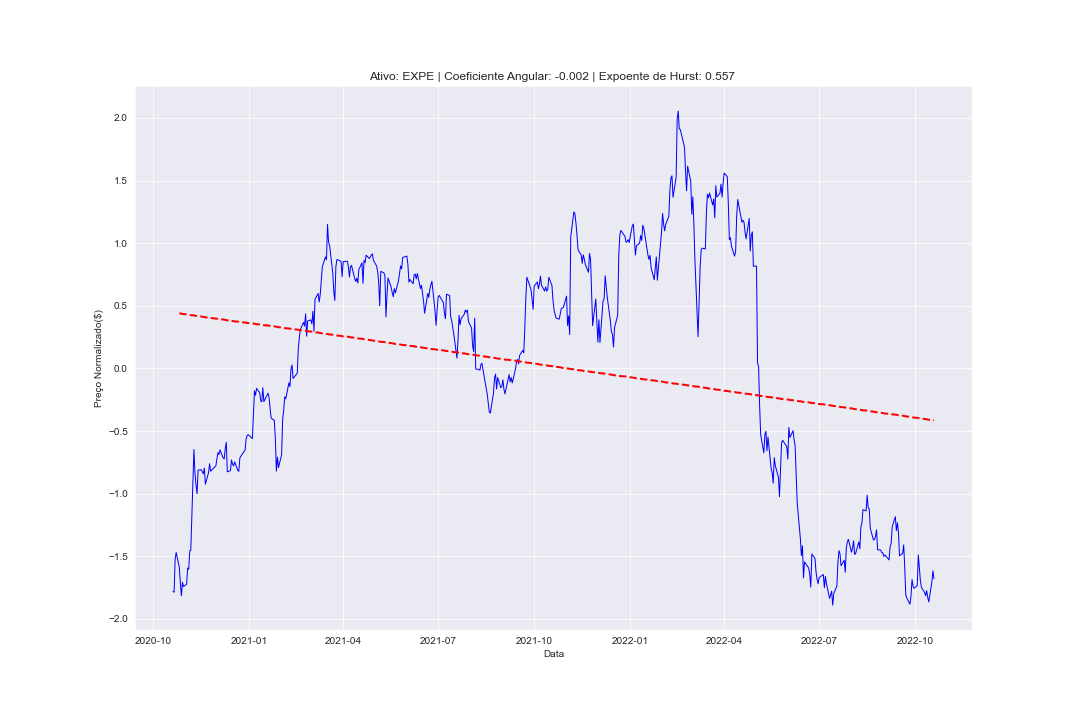 Ativo: EXPE | Coeficiente Angular: -0.002 | Expoente de Hurst: 0.557
2.0
1.5
1.0
0.5
0.0
−0.5
−1.0
−1.5
−2.0
Preço Normalizado($)
2020-10 2021-01 2021-04 2021-07 2021-10 2022-01 2022-04 2022-07 2022-10
Data